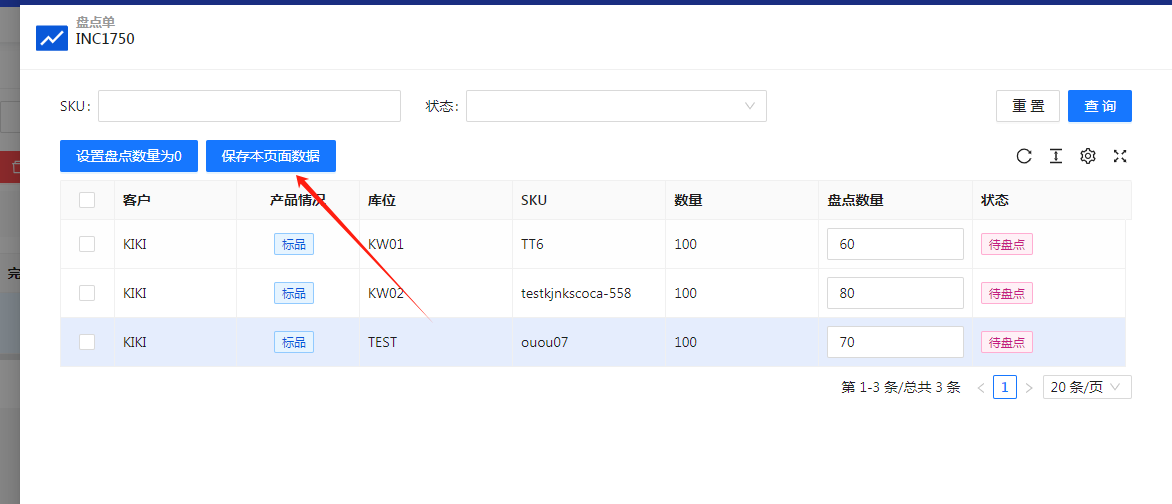 盘点单
INC1750
SKU: 状态: 重 置 查 询
设置盘点数量为0 保存本页面数据
客户 产品情况 库位 SKU 数量 盘点数量 状态
KIKI 标品 KW01 TT6 100 60 待盘点
完
KIKI 标品 KW02 testkjnkscoca-558 100 80 待盘点
KIKI 标品 TEST ouou07 100 70 待盘点
第 1-3 条/总共 3 条 1 20 条/页